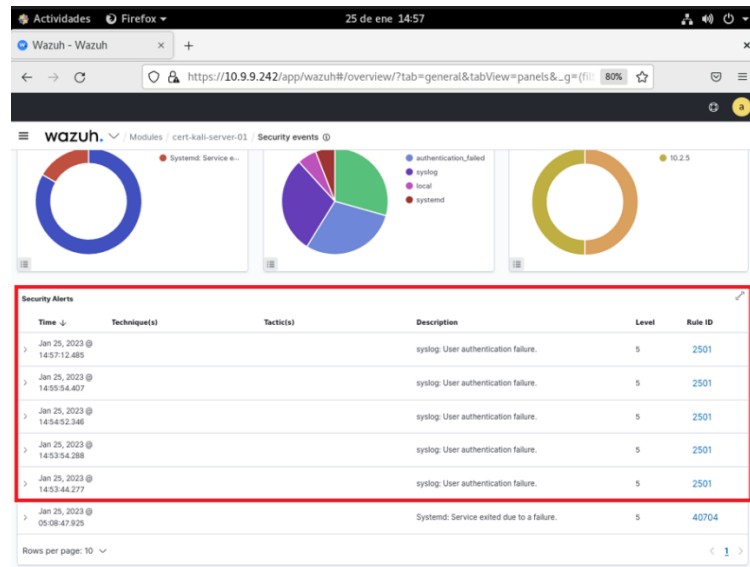 Actividades Firefox 25 de ene 14:57
Wazuh - Wazuh × +
https://10.9.9.242/app/wazuh#/overview/?tab=general&tabView=panels&_g=(filt 80%
a
wazuh. / Modules / cert-kali-server-01 / Security events
Systemd: Service e...
authentication_failed
syslog
local
systemd
10.2.5
Security Alerts
Time Technique(s) Tactic(s) Description Level Rule ID
Jan 25, 2023 @
14:57:12.485 syslog: User authentication failure. 5 2501
Jan 25, 2023 @
14:55:54.407 syslog: User authentication failure. 5 2501
Jan 25, 2023 @
14:54:52.346 syslog: User authentication failure. 5 2501
Jan 25, 2023 @
14:53:54.288 syslog: User authentication failure. 5 2501
Jan 25, 2023 @
14:53:44.277 syslog: User authentication failure. 5 2501
Jan 25, 2023 @
05:08:47.925 Systemd: Service exited due to a failure. 5 40704
Rows per page: 10 < 1 >